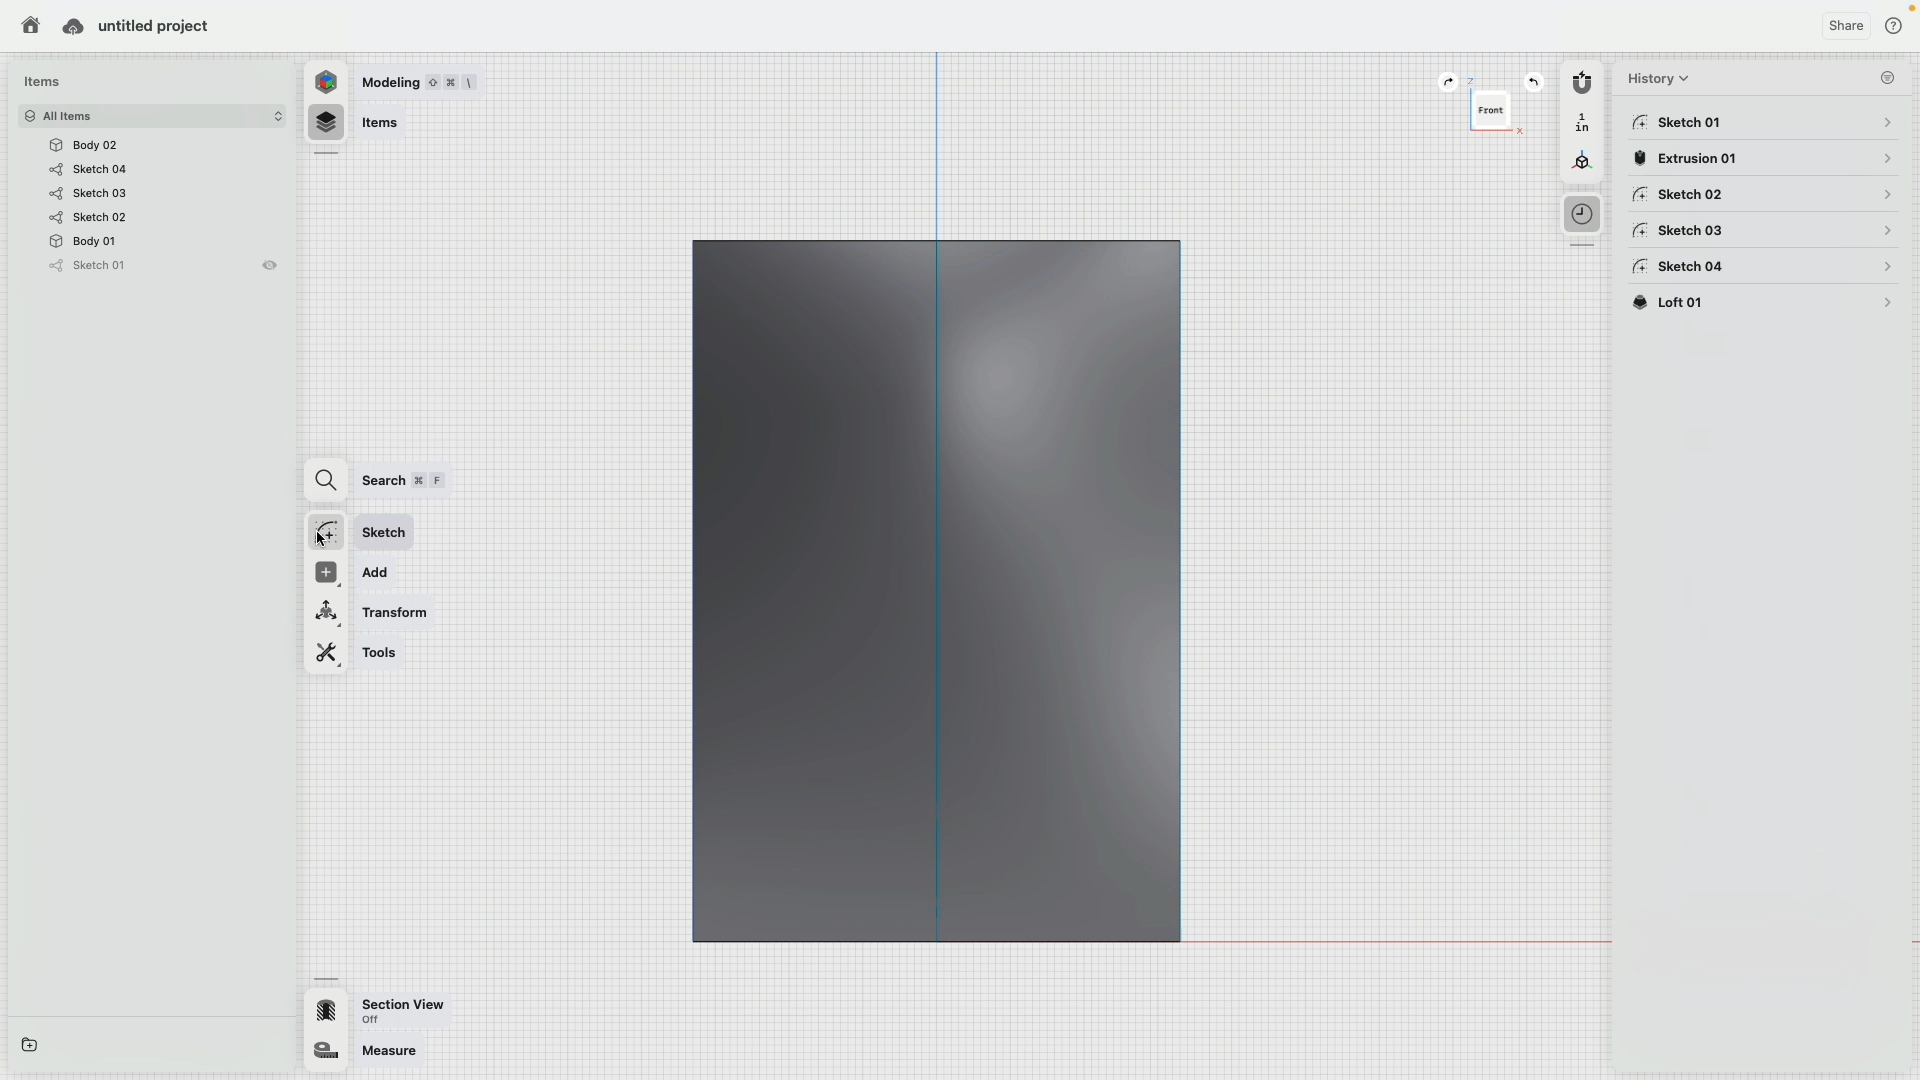 untitled project
Share
?
Items
All Items
Body 02
Sketch 04
Sketch 03
Sketch 02
Body 01
Sketch 01
Modeling ⇧ ⌘ \
Items
Search ⌘ F
Sketch
Add
Transform
Tools
Section View
Off
Measure
Z
Front
X
1
in
History
Sketch 01
Extrusion 01
Sketch 02
Sketch 03
Sketch 04
Loft 01